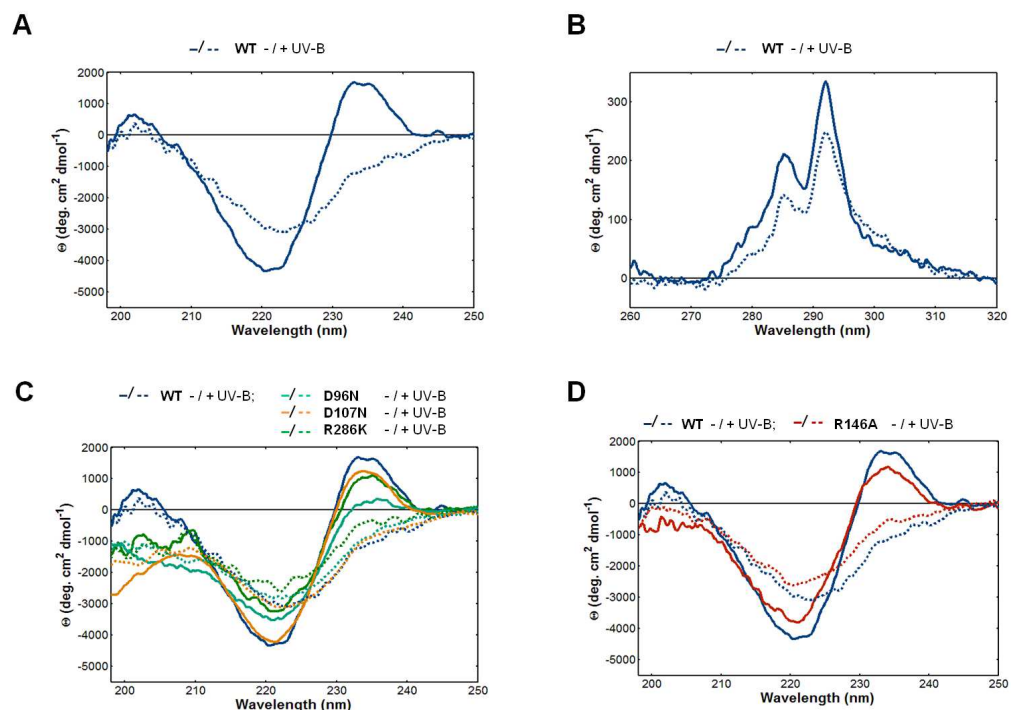 A
WT - / + UV-B
2000
1000
0
-1000
-2000
-3000
-4000
-5000
Θ (deg. cm² dmol⁻¹)
200 210 220 230 240 250
Wavelength (nm)
B
WT - / + UV-B
300
200
100
0
Θ (deg. cm² dmol⁻¹)
260 270 280 290 300 310 320
Wavelength (nm)
C
WT - / + UV-B;
D96N - / + UV-B
D107N - / + UV-B
R286K - / + UV-B
2000
1000
0
-1000
-2000
-3000
-4000
-5000
Θ (deg. cm² dmol⁻¹)
200 210 220 230 240 250
Wavelength (nm)
D
WT - / + UV-B; R146A - / + UV-B
2000
1000
0
-1000
-2000
-3000
-4000
-5000
Θ (deg. cm² dmol⁻¹)
200 210 220 230 240 250
Wavelength (nm)